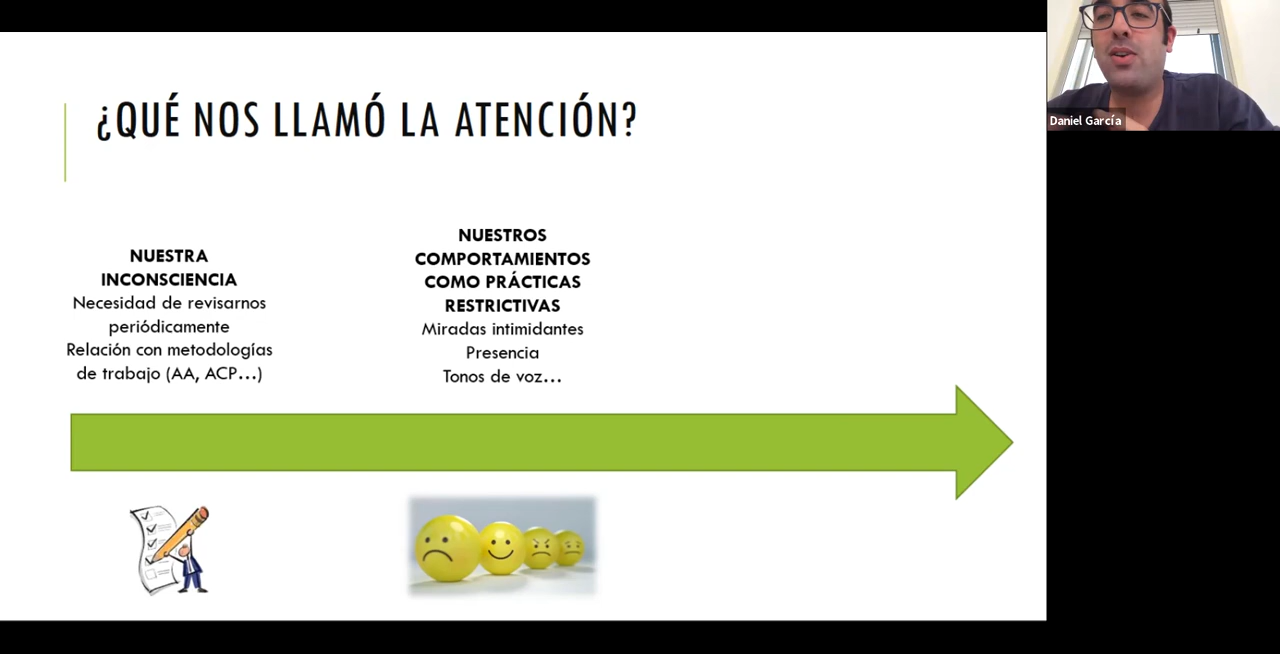 ¿QUÉ NOS LLAMÓ LA ATENCIÓN?
NUESTRA
INCONSCIENCIA
Necesidad de revisarnos
periódicamente
Relación con metodologías
de trabajo (AA, ACP...)
NUESTROS
COMPORTAMIENTOS
COMO PRÁCTICAS
RESTRICTIVAS
Miradas intimidantes
Presencia
Tonos de voz...
Daniel García